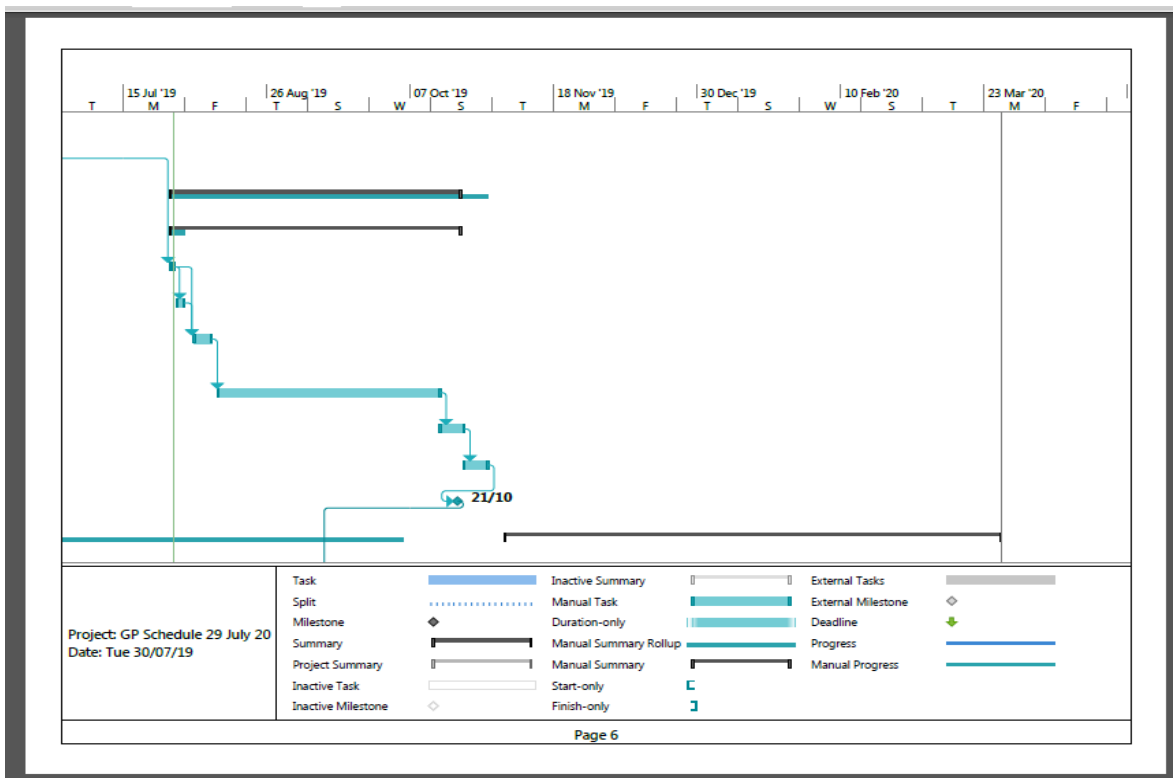 15 Jul '19 26 Aug '19 07 Oct '19 18 Nov '19 30 Dec '19 10 Feb '20 23 Mar '20
T M F T S W S T M F T S W S T M F
21/10
Project: GP Schedule 29 July 20
Date: Tue 30/07/19
Task
Split
Milestone
Summary
Project Summary
Inactive Task
Inactive Milestone
Inactive Summary
Manual Task
Duration-only
Manual Summary Rollup
Manual Summary
Start-only
Finish-only
External Tasks
External Milestone
Deadline
Progress
Manual Progress
Page 6